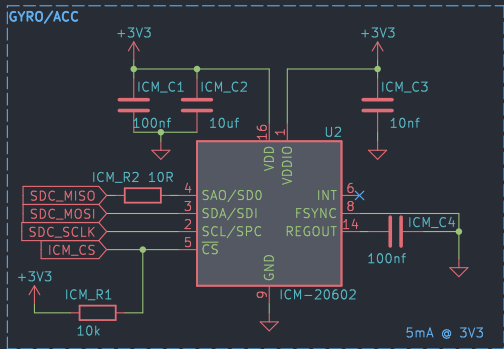 GYRO/ACC
+3V3
+3V3
ICM_C1
ICM_C2
ICM_C3
100nf
10uf
10nf
16
1
U2
VDD
VDDIO
ICM_R2 10R
SDC_MISO
4
SAO/SD0
INT
6
SDC_MOSI
3
SDA/SDI
FSYNC
8
SDC_SCLK
2
SCL/SPC
REGOUT
14
ICM_C4
ICM_CS
5
CS
100nf
+3V3
GND
ICM_R1
9
ICM-20602
10k
5mA @ 3V3